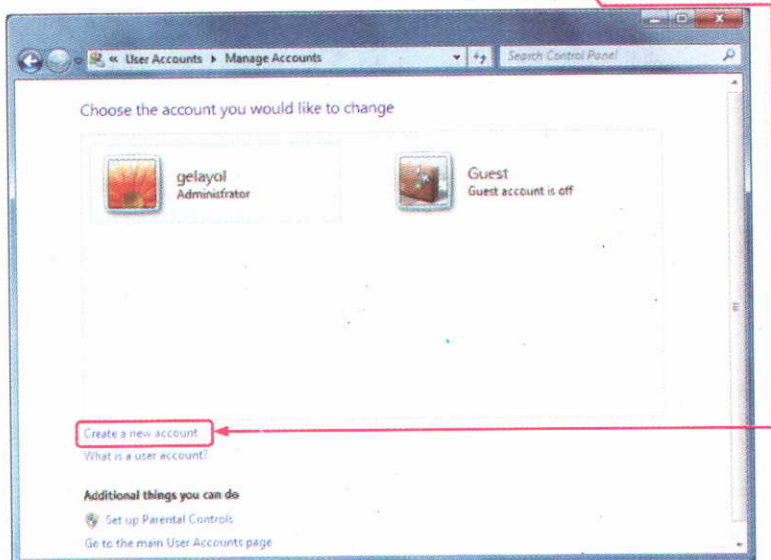 « User Accounts ▸ Manage Accounts
Search Control Panel
Choose the account you would like to change
gelayol
Administrator
Guest
Guest account is off
Create a new account
What is a user account?
Additional things you can do
Set up Parental Controls
Go to the main User Accounts page